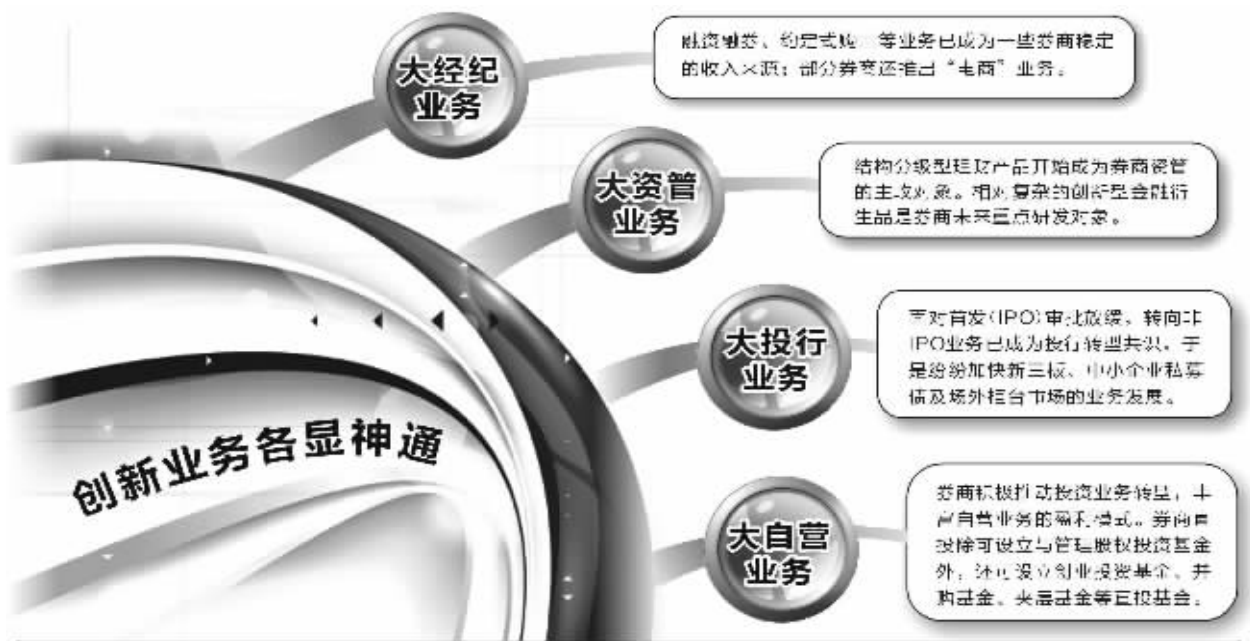 大经纪
业务
融资融券、约定式购 等业务已成为一些券商稳定
的收入来源；部分券商还推出“电商”业务。
大资管
业务
结构分级型理财产品开始成为券商资管
的主攻对象。相对复杂的创新型金融衍
生品是券商未来重点研发对象。
大投行
业务
面对首发(IPO)审批放缓，转向非
IPO业务已成为投行转型共识，于
是纷纷加快新三板、中小企业私募
债及场外柜台市场的业务发展。
创新业务各显神通
大自营
业务
券商积极推动投资业务转型，丰
富自营业务的盈利模式。券商直
投除可设立与管理股权投资基金
外，还可设立创业投资基金、并
购基金、夹层基金等直投基金。